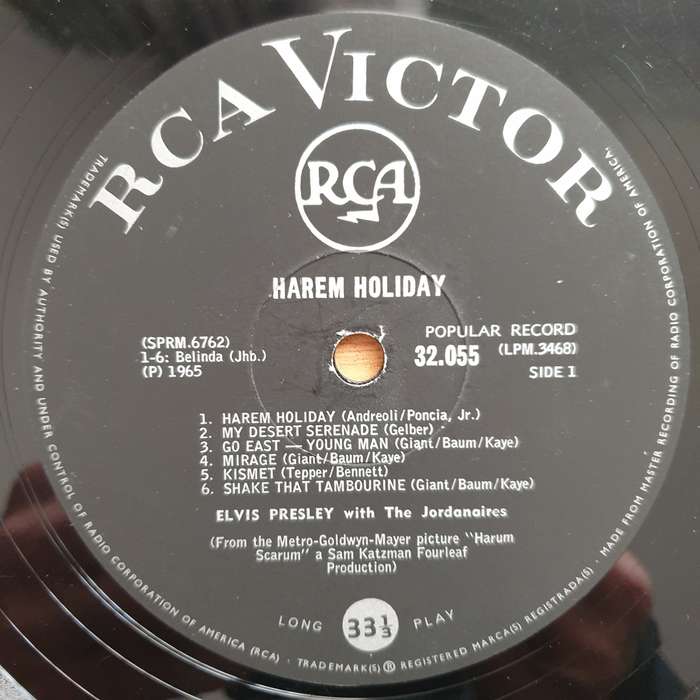 RCA VICTOR
RCA
HAREM HOLIDAY
(SPRM.6762)
1-6: Belinda (Jhb.)
(P) 1965
POPULAR RECORD
32.055 (LPM.3468)
SIDE 1
1. HAREM HOLIDAY (Andreoli/Poncia, Jr.)
2. MY DESERT SERENADE (Gelber)
3. GO EAST — YOUNG MAN (Giant/Baum/Kaye)
4. MIRAGE (Giant/Baum/Kaye)
5. KISMET (Tepper/Bennett)
6. SHAKE THAT TAMBOURINE (Giant/Baum/Kaye)
ELVIS PRESLEY with The Jordanaires
(From the Metro-Goldwyn-Mayer picture "Harum
Scarum" a Sam Katzman Fourleaf
Production)
LONG 33⅓ PLAY
TRADEMARK(S) USED BY AUTHORITY AND UNDER CONTROL OF RADIO CORPORATION OF AMERICA (RCA) · TRADEMARK(S) ® REGISTERED MARCA(S) REGISTRADA(S) · MADE FROM MASTER RECORDING OF RADIO CORPORATION OF AMERICA.